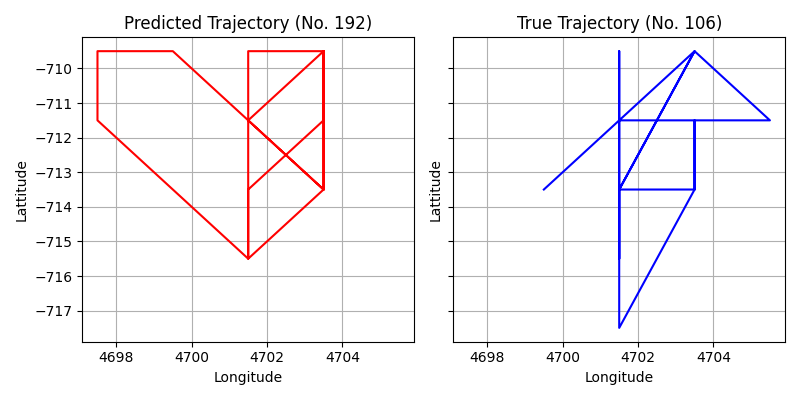 Predicted Trajectory (No. 192)
True Trajectory (No. 106)
−710
−711
−712
−713
−714
−715
−716
−717
Lattitude
Lattitude
4698 4700 4702 4704
4698 4700 4702 4704
Longitude
Longitude